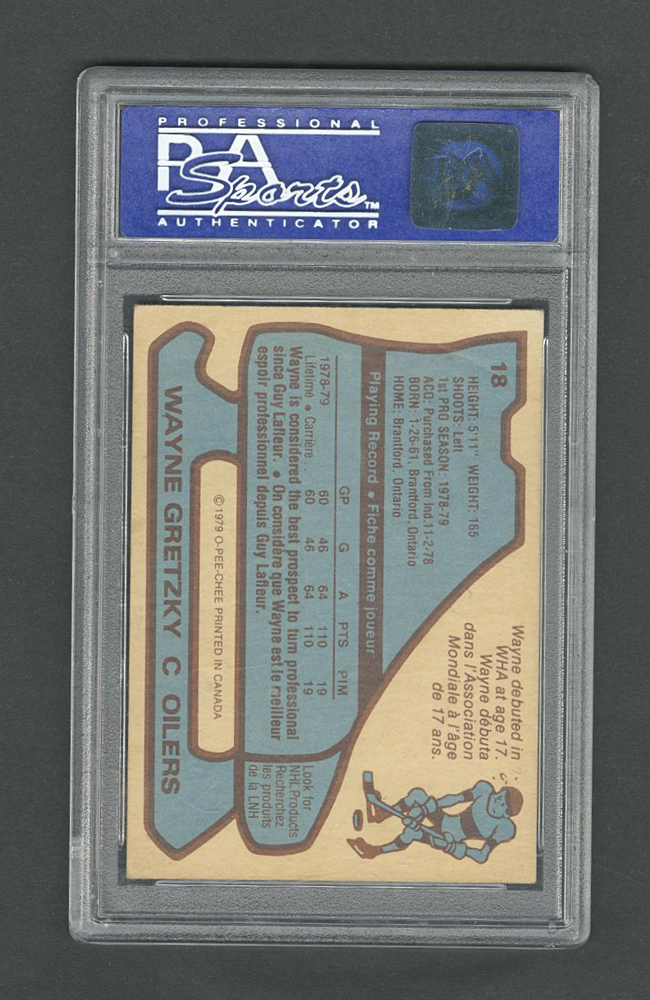 PROFESSIONAL
PSA
Sports™
AUTHENTICATOR
18
HEIGHT: 5'11" WEIGHT: 165
SHOOTS: Left
1st PRO SEASON: 1978-79
ACQ: Purchased From Ind. 11-2-78
BORN: 1-26-61, Brantford, Ontario
HOME: Brantford, Ontario
Wayne debuted in
WHA at age 17.
Wayne débuta
dans l'Association
Mondiale à l'âge
de 17 ans.
Playing Record • Fiche comme joueur
GP G A PTS PIM
1978-79 60 46 64 110 19
Lifetime • Carrière: 60 46 64 110 19
Wayne is considered the best prospect to turn professional
since Guy Lafleur. • On considère que Wayne est le meilleur
espoir professionnel depuis Guy Lafleur.
Look for
NHL Products
Recherchez
les produits
de la LNH
©1979 O-PEE-CHEE PRINTED IN CANADA
WAYNE GRETZKY C OILERS